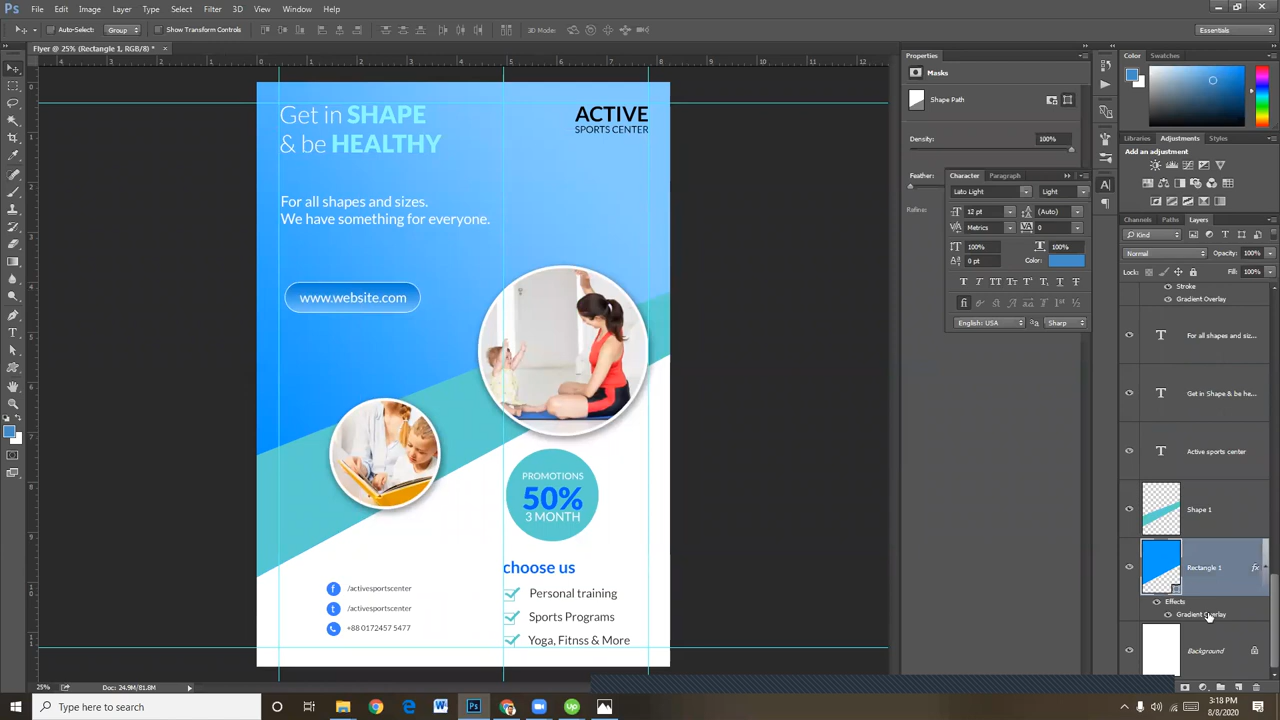 Ps File Edit Image Layer Type Select Filter 3D View Window Help
Auto-Select: Group Show Transform Controls 3D Mode: Essentials
Flyer @ 25% (Rectangle 1, RGB/8) * ×
Get in SHAPE
& be HEALTHY
ACTIVE
SPORTS CENTER
For all shapes and sizes.
We have something for everyone.
www.website.com
PROMOTIONS
50%
3 MONTH
choose us
Personal training
Sports Programs
Yoga, Fitnss & More
f /activesportscenter
t /activesportscenter
+88 0172457 5477
Properties
Masks
Shape Path
Density: 100%
Feather:
Refine:
Character Paragraph
Lato Light Light
12 pt (Auto)
Metrics 0
100% 100%
0 pt Color:
English: USA Sharp
Color Swatches
Libraries Adjustments Styles
Add an adjustment
Channels Paths Layers
Kind
Normal Opacity: 100%
Lock: Fill: 100%
Stroke
Gradient Overlay
For all shapes and siz...
Get in Shape & be he...
Active sports center
Shape 1
Rectangle 1 fx
Effects
Gradient Overlay
Background
25% Doc: 24.9M/81.8M
Type here to search
3:18 PM
8/8/2020